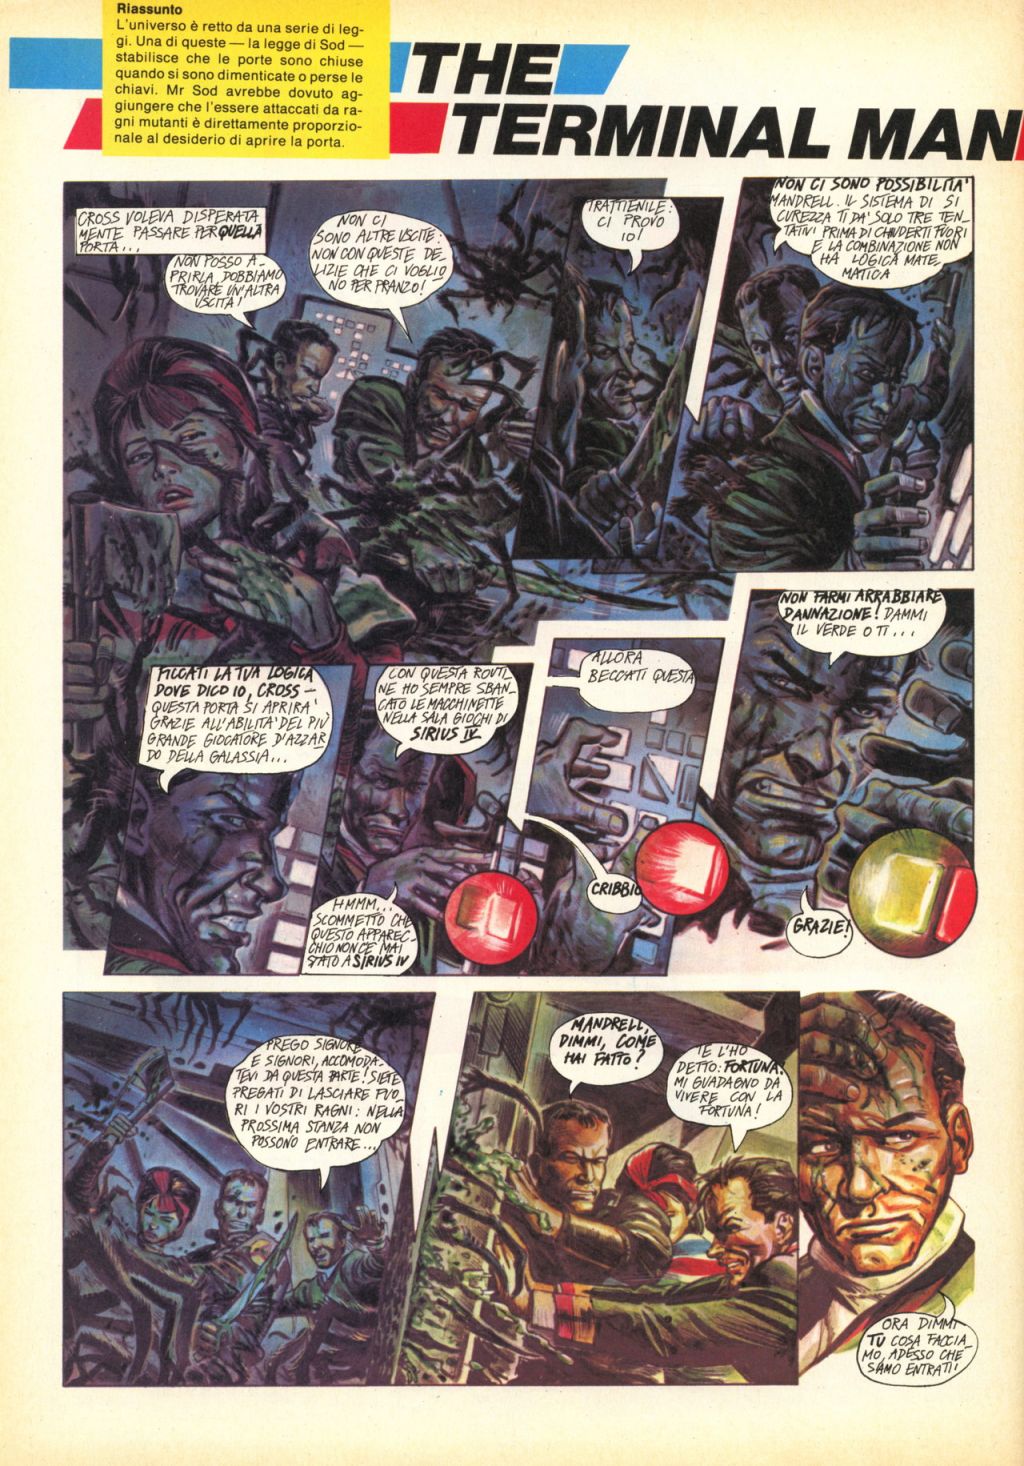 Riassunto
L'universo è retto da una serie di leg-
gi. Una di queste — la legge di Sod —
stabilisce che le porte sono chiuse
quando si sono dimenticate o perse le
chiavi. Mr Sod avrebbe dovuto ag-
giungere che l'essere attaccati da ra-
gni mutanti è direttamente proporzio-
nale al desiderio di aprire la porta.
THE
TERMINAL MAN
CROSS VOLEVA DISPERATA
MENTE PASSARE PER QUELLA
PORTA...
NON POSSO A-
PRIRLA, DOBBIAMO
TROVARE UN'ALTRA
USCITA!
NON CI
SONO ALTRE USCITE:
NON CON QUESTE DE-
LIZIE CHE CI VOGLIO
NO PER PRANZO!
TRATTIENILE:
CI PROVO
IO!
NON CI SONO POSSIBILITA'
MANDRELL. IL SISTEMA DI SI
CUREZZA TI DA' SOLO TRE TEN-
TATIVI PRIMA DI CHIUDERTI FUORI
E LA COMBINAZIONE NON
HA LOGICA MATE
MATICA
FICCATI LA TUA LOGICA
DOVE DICO IO, CROSS —
QUESTA PORTA SI APRIRA'
GRAZIE ALL'ABILITA' DEL PIU'
GRANDE GIOCATORE D'AZZAR
DO DELLA GALASSIA...
CON QUESTA ROUTI
NE HO SEMPRE SBAN-
CATO LE MACCHINETTE
NELLA SALA GIOCHI DI
SIRIUS IV
HMMM...
SCOMMETTO CHE
QUESTO APPAREC-
CHIO NON C'E MAI
STATO A SIRIUS IV
ALLORA
BECCATI QUESTA
CRIBBIO
NON FARMI ARRABBIARE
DANNAZIONE! DAMMI
IL VERDE O TI...
GRAZIE!
PREGO SIGNORE
E SIGNORI, ACCOMODA-
TEVI DA QUESTA PARTE! SIETE
PREGATI DI LASCIARE FUO-
RI I VOSTRI RAGNI: NELLA
PROSSIMA STANZA NON
POSSONO ENTRARE...
MANDRELL,
DIMMI, COME
HAI FATTO?
TE L'HO
DETTO: FORTUNA!
MI GUADAGNO DA
VIVERE CON LA
FORTUNA!
ORA DIMMI
TU COSA FACCIA-
MO, ADESSO CHE
SIAMO ENTRATI!